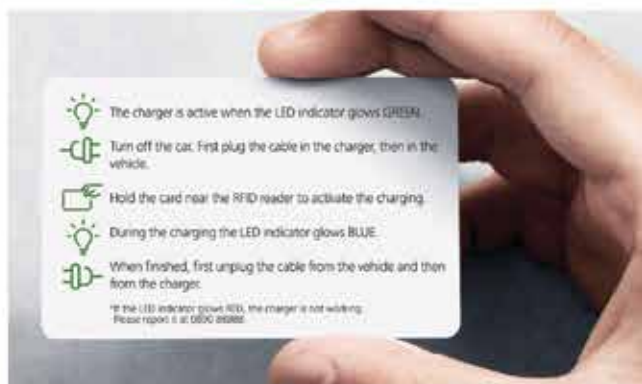 The charger is active when the LED indicator glows GREEN.
Turn off the car. First plug the cable in the charger, then in the
vehicle.
Hold the card near the RFID reader to activate the charging.
During the charging the LED indicator glows BLUE.
When finished, first unplug the cable from the vehicle and then
from the charger.
*If the LED indicator glows RED, the charger is not working.
Please report it at